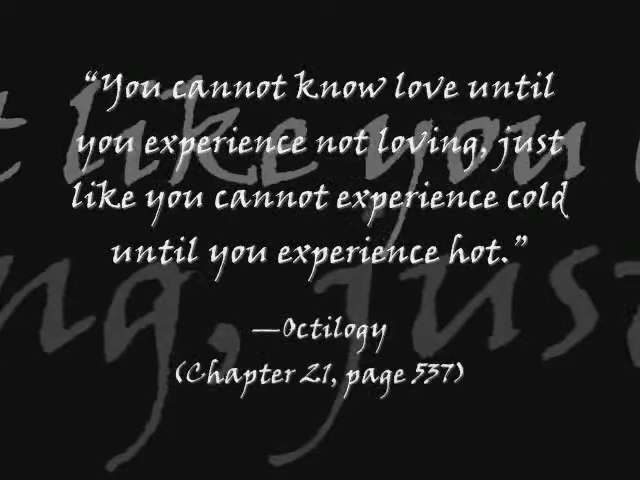 “You cannot know love until
you experience not loving, just
like you cannot experience cold
until you experience hot.”
—Octilogy
(Chapter 21, page 537)